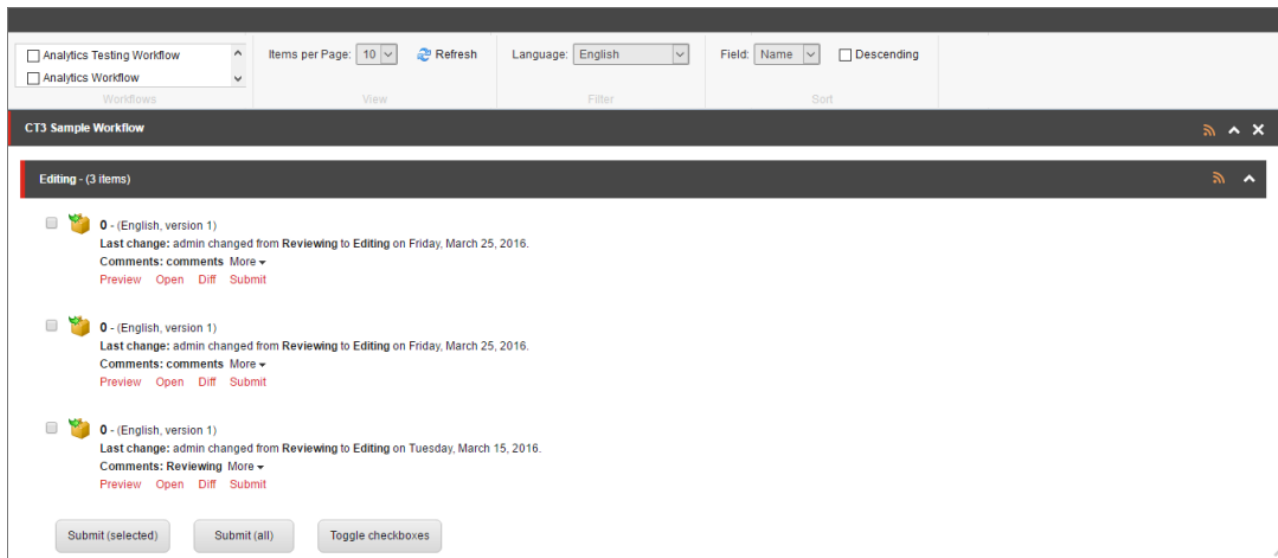 Analytics Testing Workflow
Analytics Workflow
Workflows
Items per Page: 10 Refresh
View
Language: English
Filter
Field: Name Descending
Sort
CT3 Sample Workflow
Editing - (3 items)
0 - (English, version 1)
Last change: admin changed from Reviewing to Editing on Friday, March 25, 2016.
Comments: comments More
Preview Open Diff Submit
0 - (English, version 1)
Last change: admin changed from Reviewing to Editing on Friday, March 25, 2016.
Comments: comments More
Preview Open Diff Submit
0 - (English, version 1)
Last change: admin changed from Reviewing to Editing on Tuesday, March 15, 2016.
Comments: Reviewing More
Preview Open Diff Submit
Submit (selected) Submit (all) Toggle checkboxes